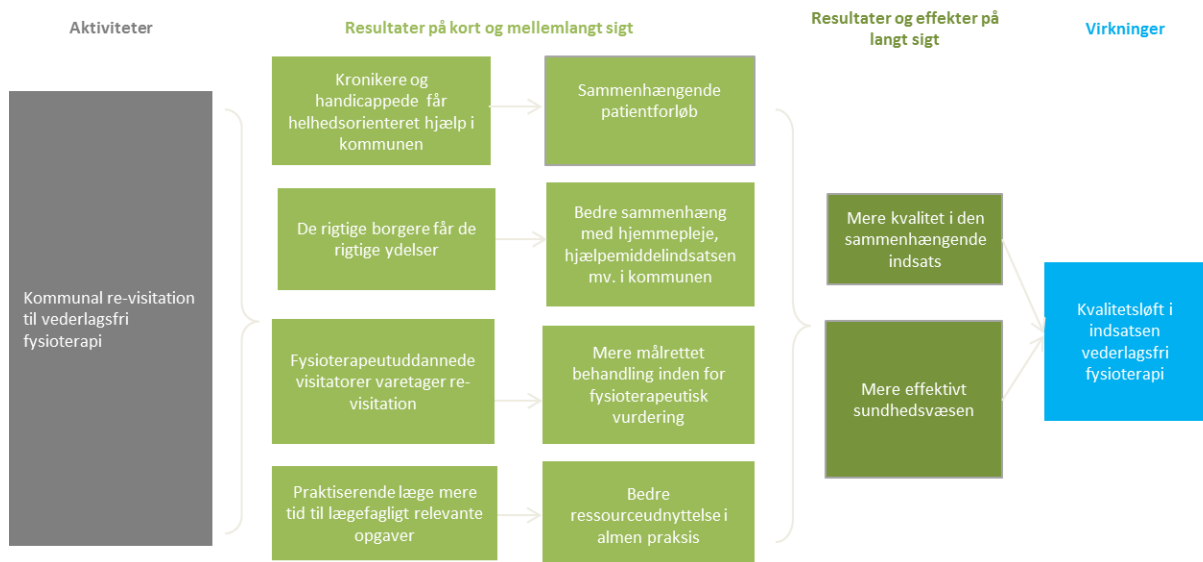 Aktiviteter
Resultater på kort og mellemlangt sigt
Resultater og effekter på
langt sigt
Virkninger
Kommunal re-visitation
til vederlagsfri
fysioterapi
Kronikere og
handicappede får
helhedsorienteret hjælp i
kommunen
Sammenhængende
patientforløb
De rigtige borgere får de
rigtige ydelser
Bedre sammenhæng
med hjemmepleje,
hjælpemiddelindsatsen
mv. i kommunen
Fysioterapeutuddannede
visitatorer varetager re-
visitation
Mere målrettet
behandling inden for
fysioterapeutisk
vurdering
Praktiserende læge mere
tid til lægefagligt relevante
opgaver
Bedre
ressourceudnyttelse i
almen praksis
Mere kvalitet i den
sammenhængende
indsats
Mere effektivt
sundhedsvæsen
Kvalitetsløft i
indsatsen
vederlagsfri
fysioterapi